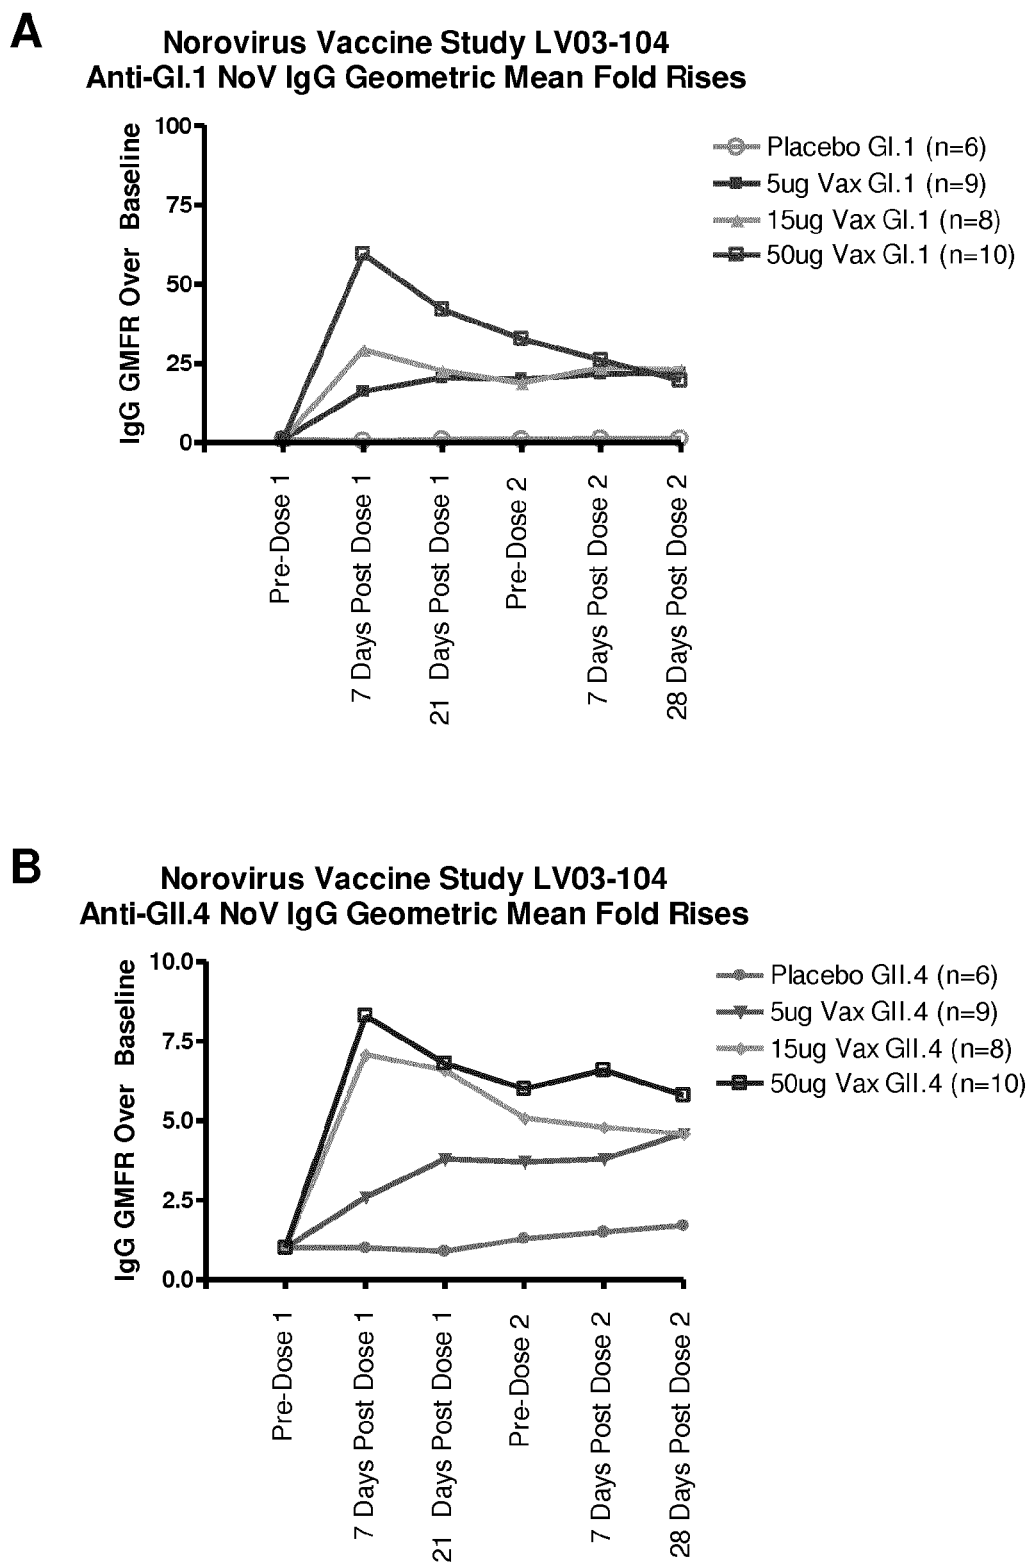 A
Norovirus Vaccine Study LV03-104
Anti-GI.1 NoV IgG Geometric Mean Fold Rises
IgG GMFR Over Baseline
100
75
50
25
0
Placebo GI.1 (n=6)
5ug Vax GI.1 (n=9)
15ug Vax GI.1 (n=8)
50ug Vax GI.1 (n=10)
Pre-Dose 1
7 Days Post Dose 1
21 Days Post Dose 1
Pre-Dose 2
7 Days Post Dose 2
28 Days Post Dose 2
B
Norovirus Vaccine Study LV03-104
Anti-GII.4 NoV IgG Geometric Mean Fold Rises
IgG GMFR Over Baseline
10.0
7.5
5.0
2.5
0.0
Placebo GII.4 (n=6)
5ug Vax GII.4 (n=9)
15ug Vax GII.4 (n=8)
50ug Vax GII.4 (n=10)
Pre-Dose 1
7 Days Post Dose 1
21 Days Post Dose 1
Pre-Dose 2
7 Days Post Dose 2
28 Days Post Dose 2